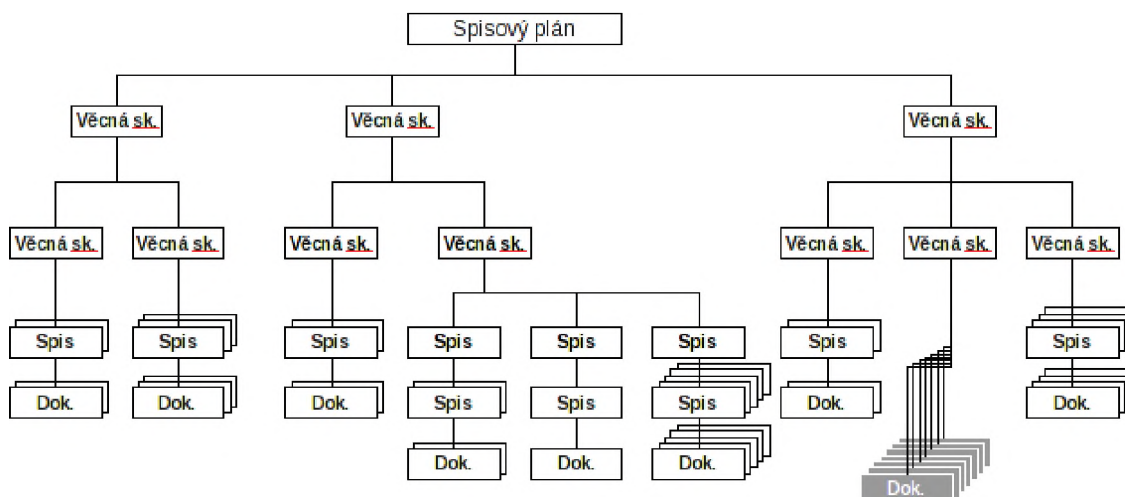 Spisový plán
Věcná sk. Věcná sk. Věcná sk.
Věcná sk. Věcná sk. Věcná sk. Věcná sk. Věcná sk. Věcná sk. Věcná sk.
Spis Spis Spis Spis Spis Spis Spis Spis
Dok. Dok. Dok. Spis Spis Spis Dok. Dok.
Dok. Dok. Dok.
Dok.